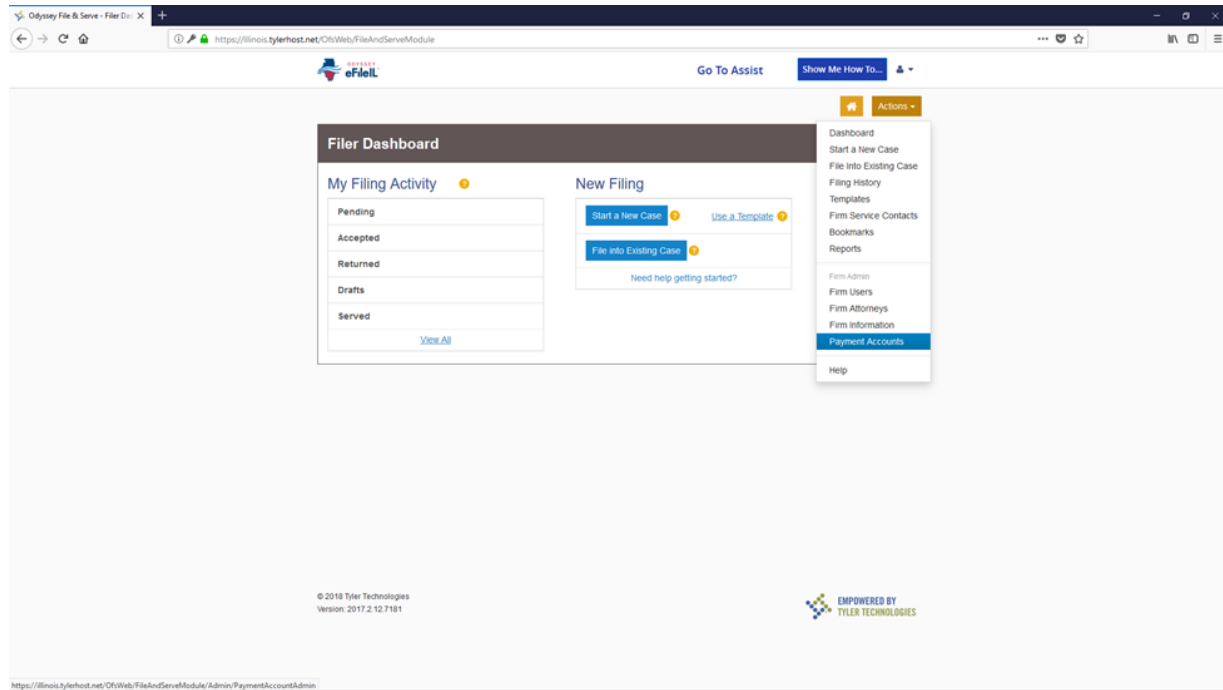 Odyssey File & Serve - Filer Da
https://illinois.tylerhost.net/OfsWeb/FileAndServeModule
ODYSSEY
eFileIL
Go To Assist
Show Me How To...
Actions
Filer Dashboard
My Filing Activity
Pending
Accepted
Returned
Drafts
Served
View All
New Filing
Start a New Case
Use a Template
File into Existing Case
Need help getting started?
Dashboard
Start a New Case
File Into Existing Case
Filing History
Templates
Firm Service Contacts
Bookmarks
Reports
Firm Admin
Firm Users
Firm Attorneys
Firm Information
Payment Accounts
Help
© 2018 Tyler Technologies
Version: 2017.2.12.7181
EMPOWERED BY
TYLER TECHNOLOGIES
https://illinois.tylerhost.net/OfsWeb/FileAndServeModule/Admin/PaymentAccountAdmin